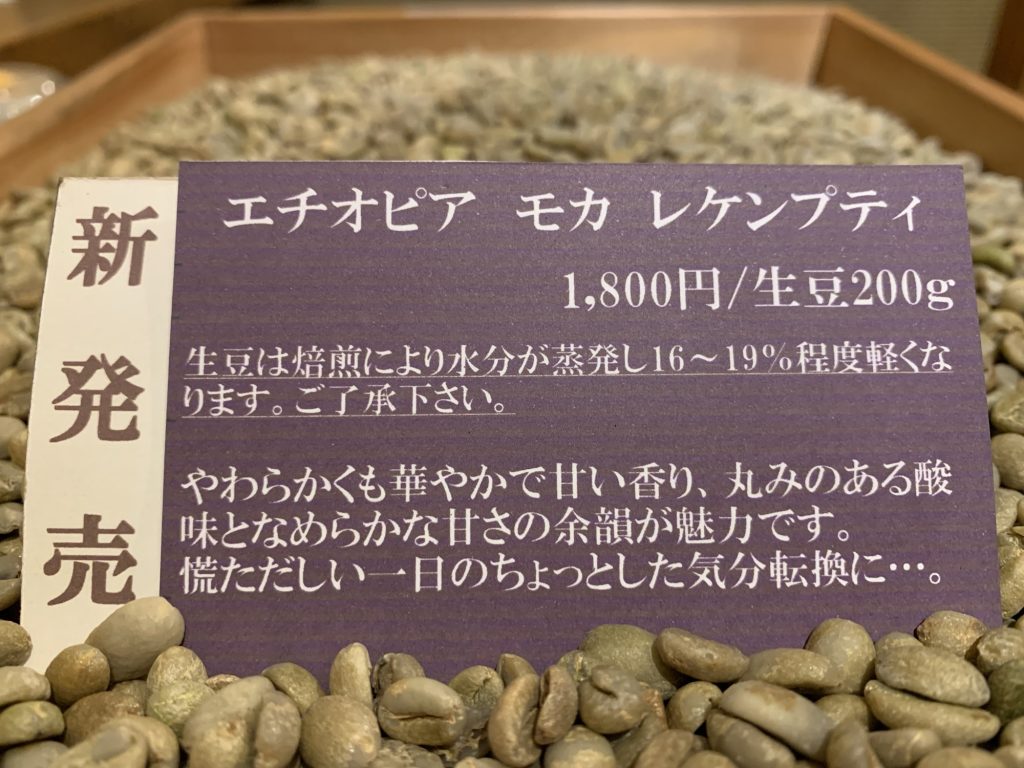 新発売
エチオピア　モカ　レケンプティ
1,800円/生豆200g
生豆は焙煎により水分が蒸発し16～19%程度軽くな
ります。ご了承下さい。
やわらかくも華やかで甘い香り、丸みのある酸
味となめらかな甘さの余韻が魅力です。
慌ただしい一日のちょっとした気分転換に…。